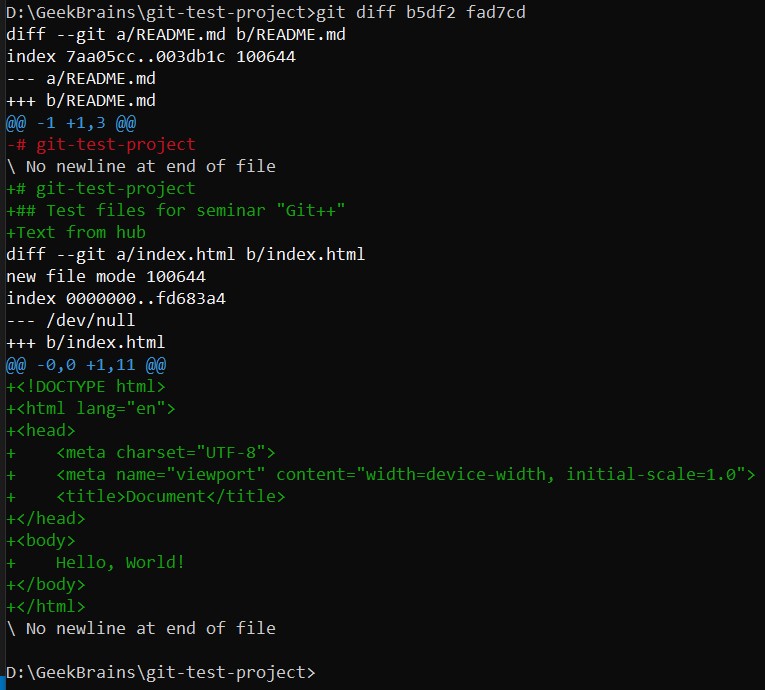 D:\GeekBrains\git-test-project>git diff b5df2 fad7cd
diff --git a/README.md b/README.md
index 7aa05cc..003db1c 100644
--- a/README.md
+++ b/README.md
@@ -1 +1,3 @@
-# git-test-project
\ No newline at end of file
+# git-test-project
+## Test files for seminar "Git++"
+Text from hub
diff --git a/index.html b/index.html
new file mode 100644
index 0000000..fd683a4
--- /dev/null
+++ b/index.html
@@ -0,0 +1,11 @@
+<!DOCTYPE html>
+<html lang="en">
+<head>
+    <meta charset="UTF-8">
+    <meta name="viewport" content="width=device-width, initial-scale=1.0">
+    <title>Document</title>
+</head>
+<body>
+    Hello, World!
+</body>
+</html>
\ No newline at end of file
D:\GeekBrains\git-test-project>